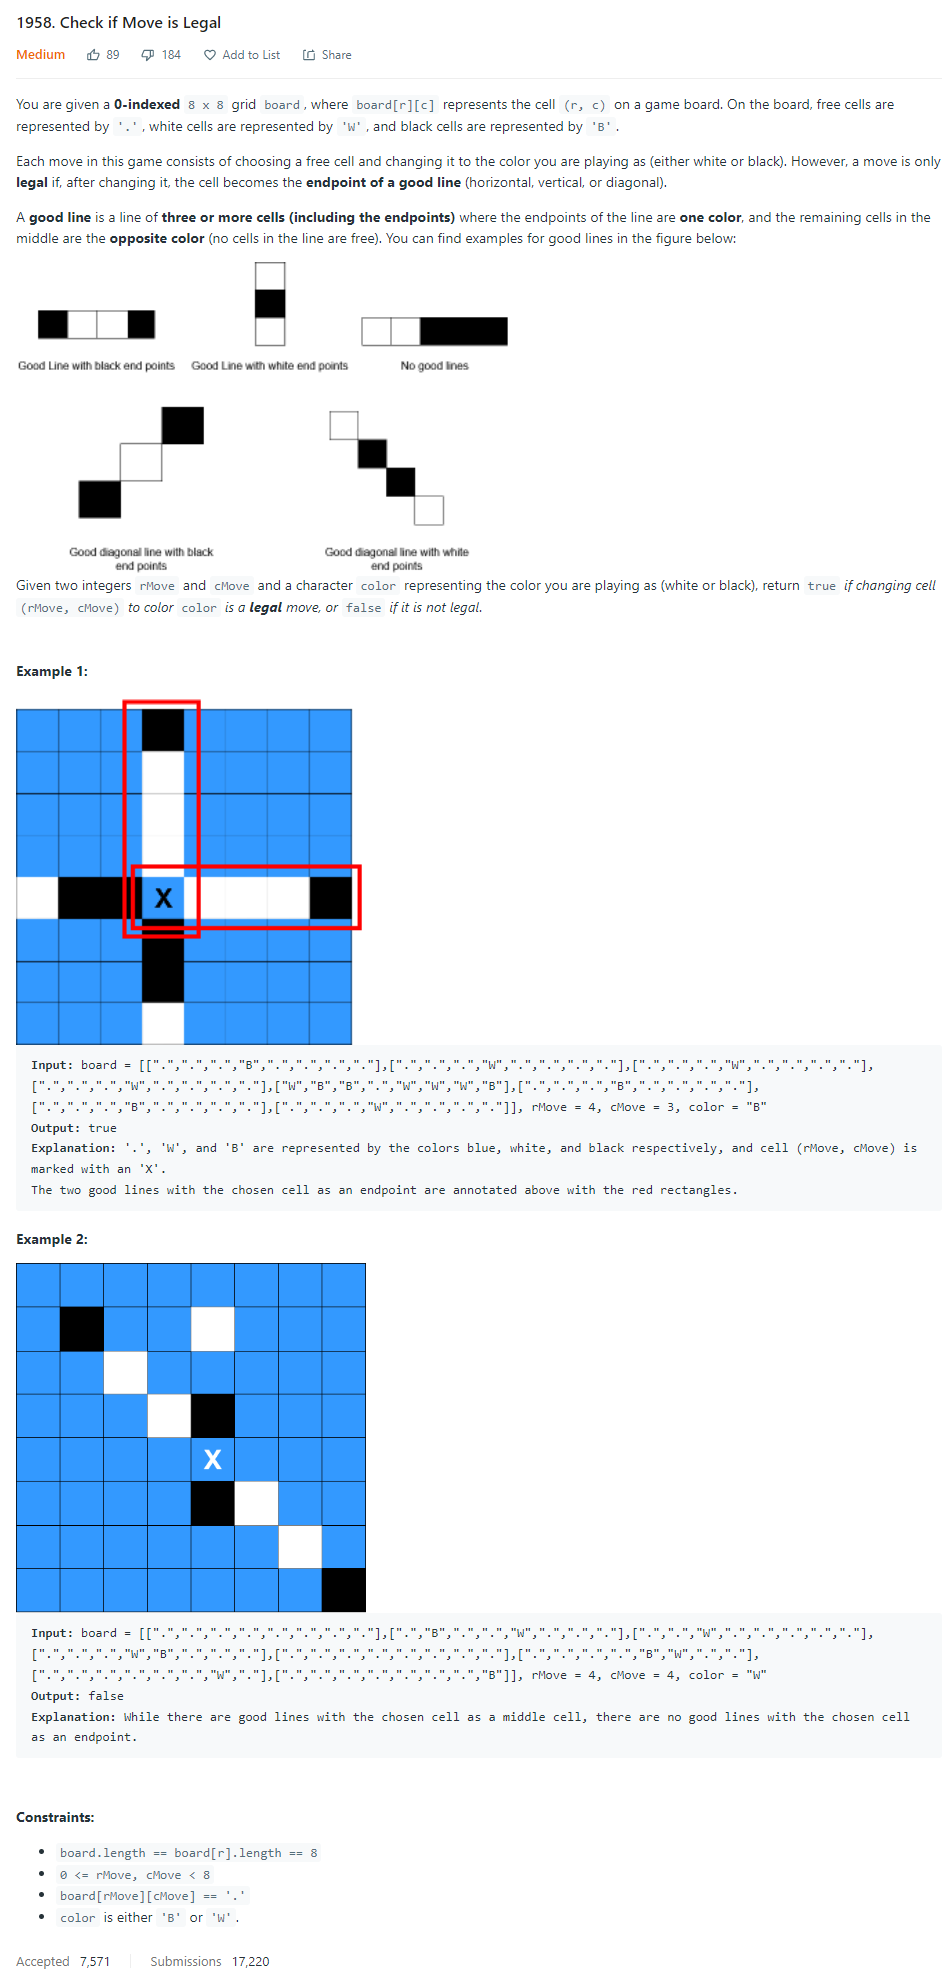 1958. Check if Move is Legal
Medium 89 184 Add to List Share
You are given a 0-indexed 8 x 8 grid board, where board[r][c] represents the cell (r, c) on a game board. On the board, free cells are
represented by '.', white cells are represented by 'W', and black cells are represented by 'B'.
Each move in this game consists of choosing a free cell and changing it to the color you are playing as (either white or black). However, a move is only
legal if, after changing it, the cell becomes the endpoint of a good line (horizontal, vertical, or diagonal).
A good line is a line of three or more cells (including the endpoints) where the endpoints of the line are one color, and the remaining cells in the
middle are the opposite color (no cells in the line are free). You can find examples for good lines in the figure below:
Good Line with black end points Good Line with white end points No good lines
Good diagonal line with black
end points
Good diagonal line with white
end points
Given two integers rMove and cMove and a character color representing the color you are playing as (white or black), return true if changing cell
(rMove, cMove) to color color is a legal move, or false if it is not legal.
Example 1:
X
Input: board = [[".",".",".","B",".",".",".","."],[".",".",".","W",".",".",".","."],[".",".",".","W",".",".",".","."],
[".",".",".","W",".",".",".","."],["W","B","B",".","W","W","W","B"],[".",".",".","B",".",".",".","."],
[".",".",".","B",".",".",".","."],[".",".",".","W",".",".",".","."]], rMove = 4, cMove = 3, color = "B"
Output: true
Explanation: '.', 'W', and 'B' are represented by the colors blue, white, and black respectively, and cell (rMove, cMove) is
marked with an 'X'.
The two good lines with the chosen cell as an endpoint are annotated above with the red rectangles.
Example 2:
X
Input: board = [[".",".",".",".",".",".",".","."],[".","B",".",".","W",".",".","."],[".",".","W",".",".",".",".","."],
[".",".",".","W","B",".",".","."],[".",".",".",".",".",".",".","."],[".",".",".",".","B","W",".","."],
[".",".",".",".",".",".","W","."],[".",".",".",".",".",".",".","B"]], rMove = 4, cMove = 4, color = "W"
Output: false
Explanation: While there are good lines with the chosen cell as a middle cell, there are no good lines with the chosen cell
as an endpoint.
Constraints:
• board.length == board[r].length == 8
• 0 <= rMove, cMove < 8
• board[rMove][cMove] == '.'
• color is either 'B' or 'W'.
Accepted 7,571 Submissions 17,220